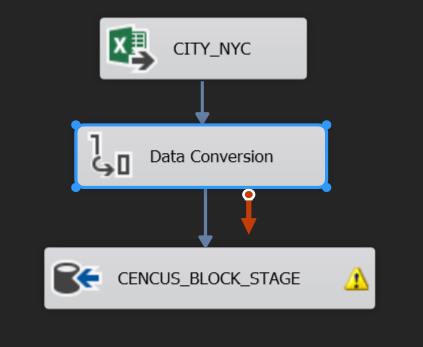 CITY_NYC
Data Conversion
CENCUS_BLOCK_STAGE